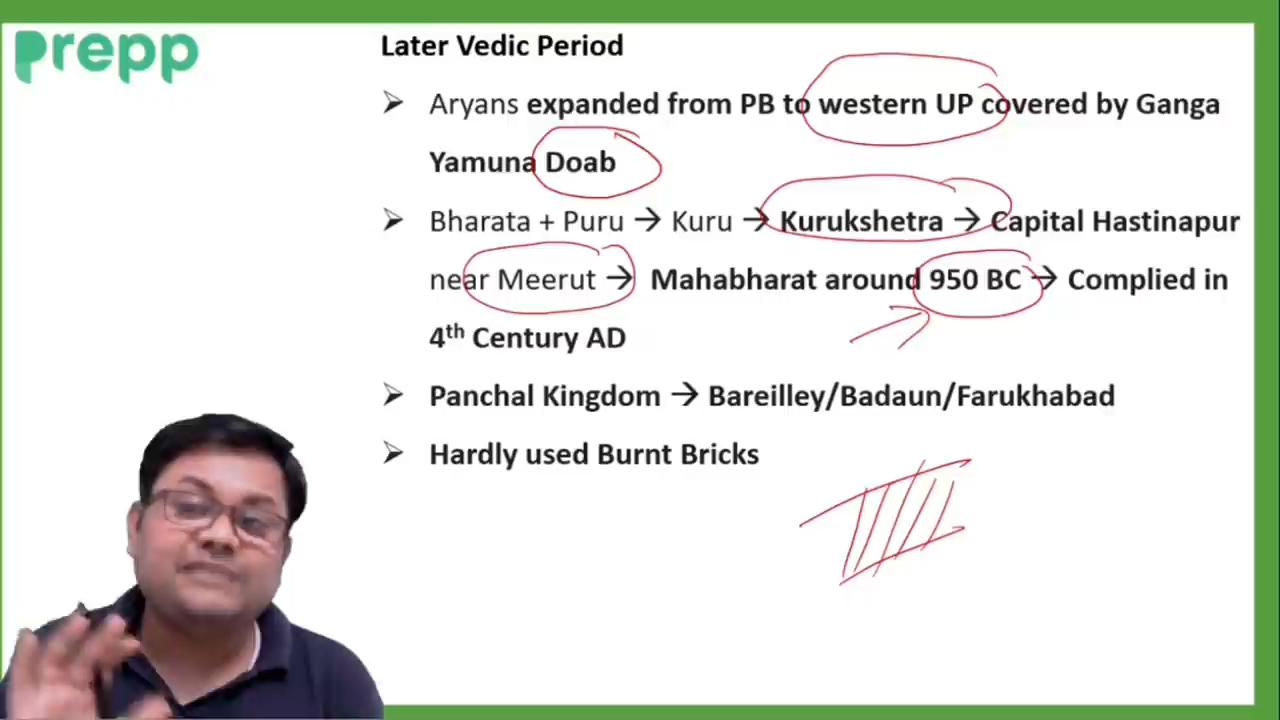 prepp
Later Vedic Period
➢ Aryans expanded from PB to western UP covered by Ganga
Yamuna Doab
➢ Bharata + Puru → Kuru → Kurukshetra → Capital Hastinapur
near Meerut → Mahabharat around 950 BC → Complied in
4th Century AD
➢ Panchal Kingdom → Bareilley/Badaun/Farukhabad
➢ Hardly used Burnt Bricks